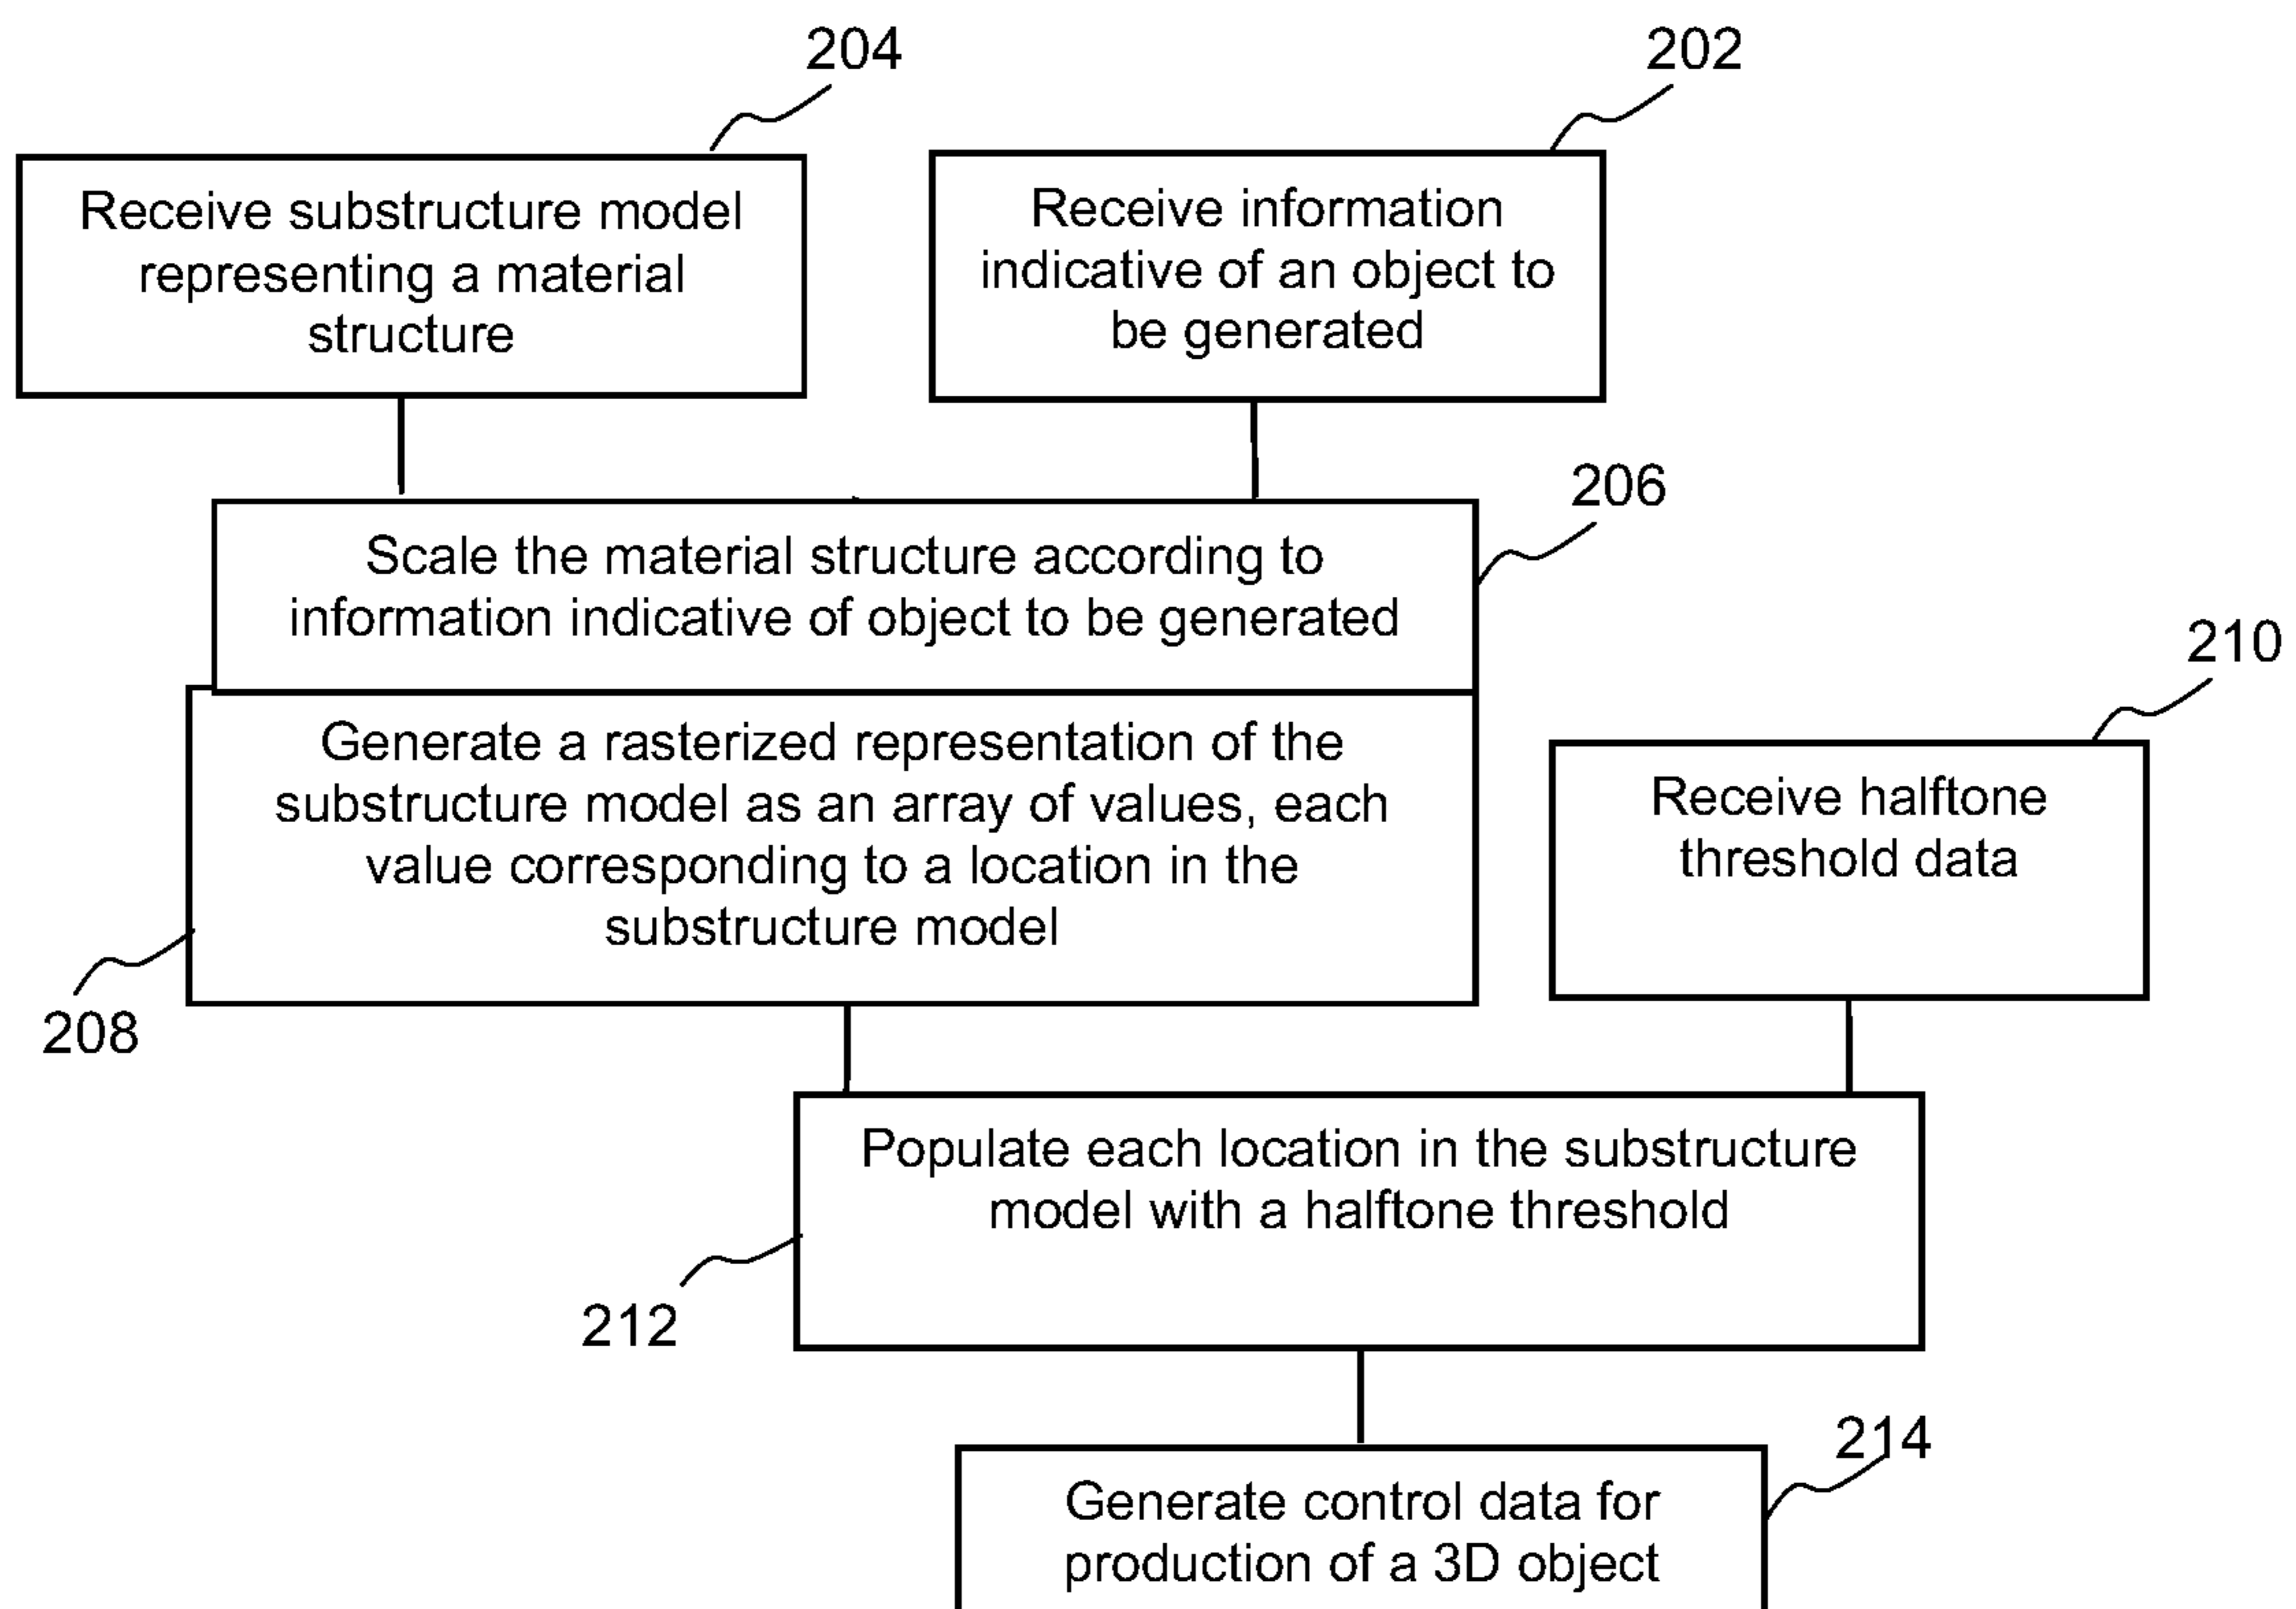 204
202
Receive substructure model
representing a material
structure
Receive information
indicative of an object to
be generated
206
Scale the material structure according to
information indicative of object to be generated
210
Generate a rasterized representation of the
substructure model as an array of values, each
value corresponding to a location in the
substructure model
208
Receive halftone
threshold data
Populate each location in the substructure
model with a halftone threshold
212
214
Generate control data for
production of a 3D object